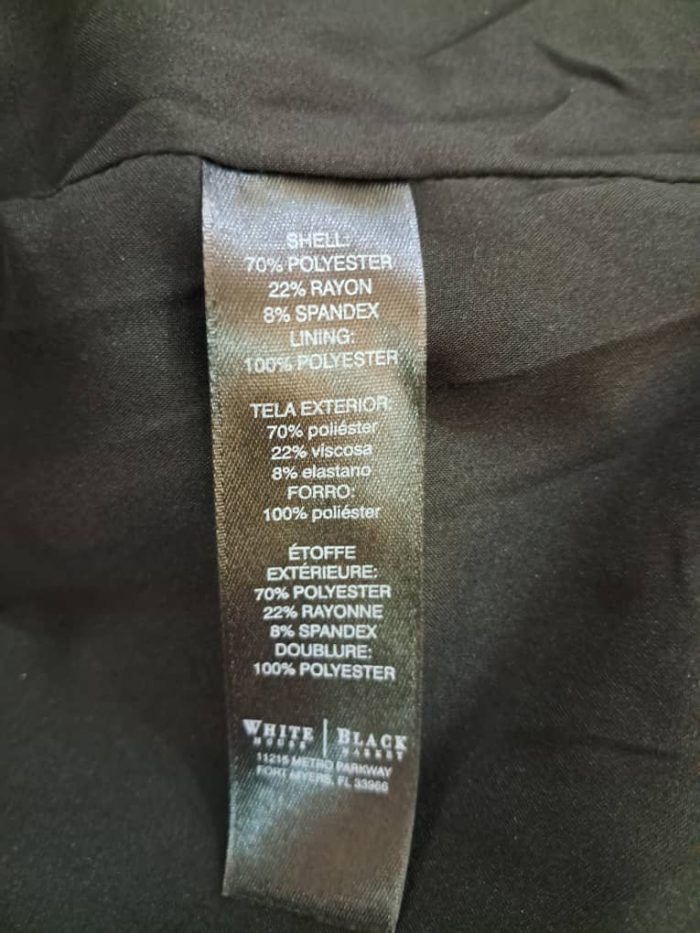 SHELL:
70% POLYESTER
22% RAYON
8% SPANDEX
LINING:
100% POLYESTER
TELA EXTERIOR:
70% poliéster
22% viscosa
8% elastano
FORRO:
100% poliéster
ÉTOFFE
EXTÉRIEURE:
70% POLYESTER
22% RAYONNE
8% SPANDEX
DOUBLURE:
100% POLYESTER
WHITE | BLACK
HOUSE MARKET
11215 METRO PARKWAY
FORT MYERS, FL 33966